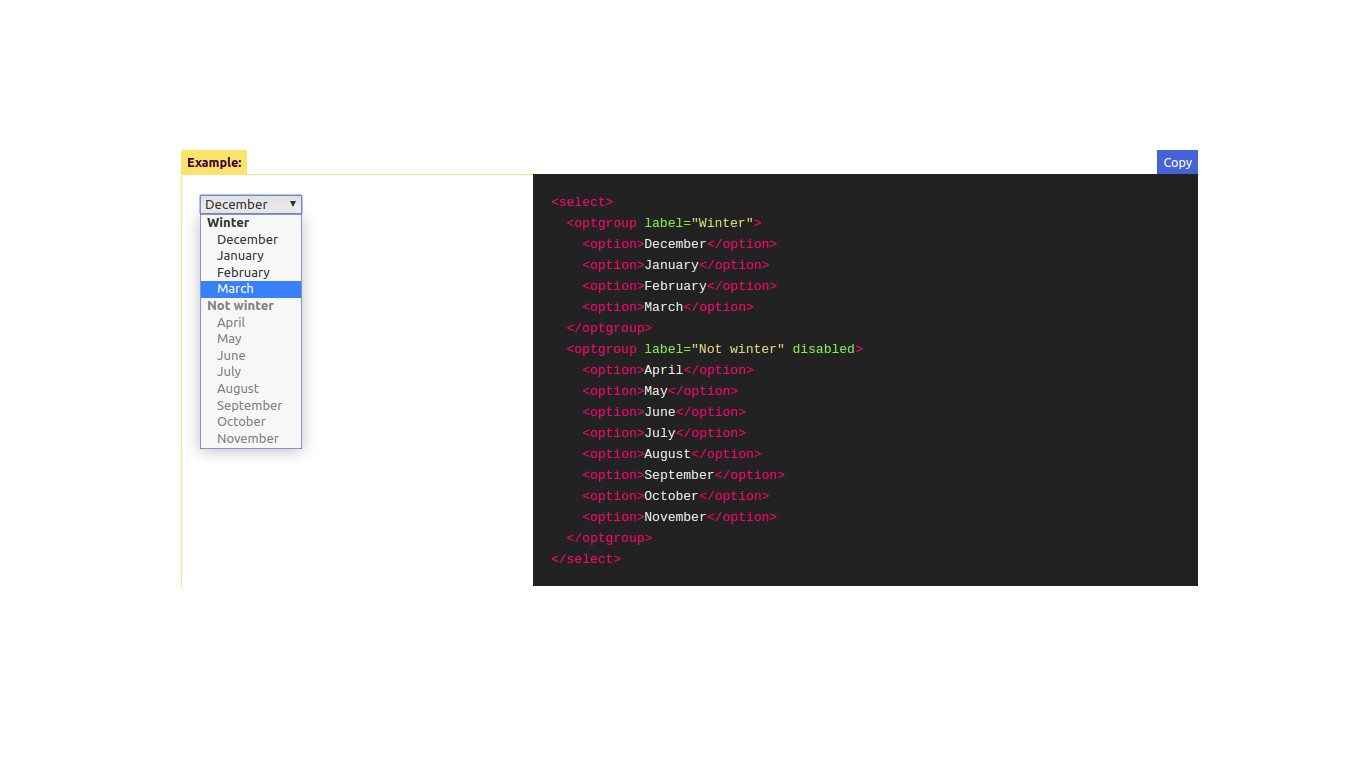 Example:
Copy
December ▼
Winter
December
January
February
March
Not winter
April
May
June
July
August
September
October
November
<select>
  <optgroup label="Winter">
    <option>December</option>
    <option>January</option>
    <option>February</option>
    <option>March</option>
  </optgroup>
  <optgroup label="Not winter" disabled>
    <option>April</option>
    <option>May</option>
    <option>June</option>
    <option>July</option>
    <option>August</option>
    <option>September</option>
    <option>October</option>
    <option>November</option>
  </optgroup>
</select>